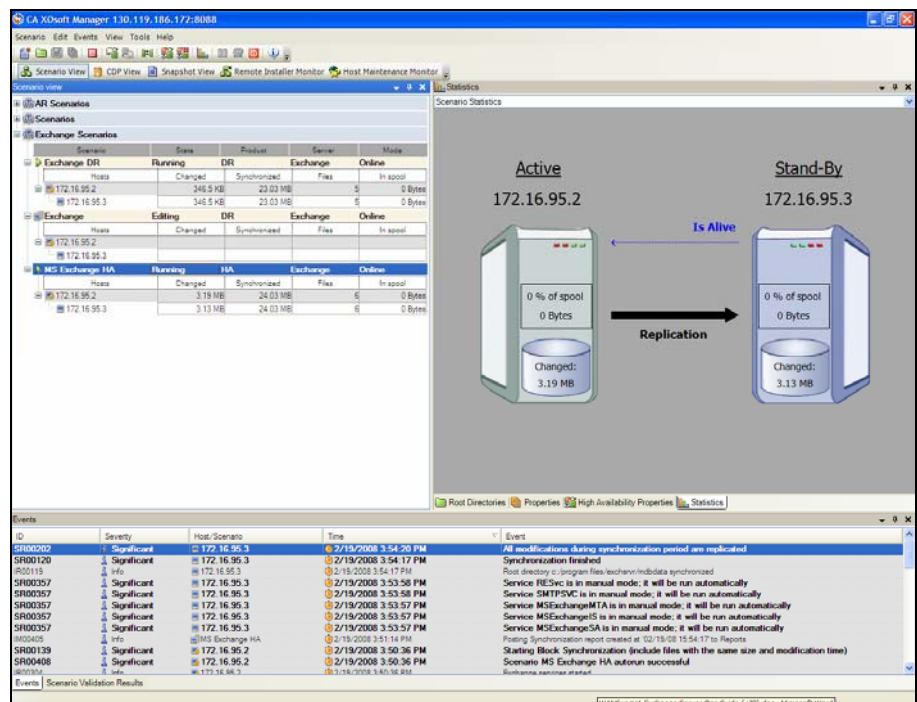 CA XOsoft Manager 130.119.186.172:8088
Scenario Edit Events View Tools Help
Scenario View CDP View Snapshot View Remote Installer Monitor Host Maintenance Monitor
Scenario view
AR Scenarios
Scenarios
Exchange Scenarios
Scenario State Product Server Mode
Exchange DR Running DR Exchange Online
Hosts Changed Synchronized Files In spool
172.16.95.2 346.5 KB 23.03 MB 5 0 Bytes
172.16.95.3 346.5 KB 23.03 MB 5 0 Bytes
Exchange Editing DR Exchange Online
Hosts Changed Synchronized Files In spool
172.16.95.2
172.16.95.3
MS Exchange HA Running HA Exchange Online
Hosts Changed Synchronized Files In spool
172.16.95.2 3.19 MB 24.03 MB 6 0 Bytes
172.16.95.3 3.13 MB 24.03 MB 6 0 Bytes
Statistics
Scenario Statistics
Active Stand-By
172.16.95.2 172.16.95.3
Is Alive
0 % of spool
0 Bytes
0 % of spool
0 Bytes
Replication
Changed:
3.19 MB
Changed:
3.13 MB
Root Directories Properties High Availability Properties Statistics
Events
ID Severity Host/Scenario Time Event
SR00202 Significant 172.16.95.3 2/19/2008 3:54:20 PM All modifications during synchronization period are replicated
SR00120 Significant 172.16.95.3 2/19/2008 3:54:17 PM Synchronization finished
IR00119 Info 172.16.95.3 2/19/2008 3:54:17 PM Root directory c:/program files/exchsrvr/mdbdata synchronized
SR00357 Significant 172.16.95.3 2/19/2008 3:53:58 PM Service RESvc is in manual mode; it will be run automatically
SR00357 Significant 172.16.95.3 2/19/2008 3:53:58 PM Service SMTPSVC is in manual mode; it will be run automatically
SR00357 Significant 172.16.95.3 2/19/2008 3:53:57 PM Service MSExchangeMTA is in manual mode; it will be run automatically
SR00357 Significant 172.16.95.3 2/19/2008 3:53:57 PM Service MSExchangeIS is in manual mode; it will be run automatically
SR00357 Significant 172.16.95.3 2/19/2008 3:53:57 PM Service MSExchangeSA is in manual mode; it will be run automatically
IM00405 Info MS Exchange HA 2/19/2008 3:51:14 PM Posting Synchronization report created at '02/19/08 15:54:17' to Reports
SR00139 Significant 172.16.95.2 2/19/2008 3:50:36 PM Starting Block Synchronization (include files with the same size and modification time)
SR00408 Significant 172.16.95.2 2/19/2008 3:50:36 PM Scenario MS Exchange HA autorun successful
IR00304 Info 172.16.95.2 2/19/2008 3:50:36 PM Exchange services started
Events Scenario Validation Results